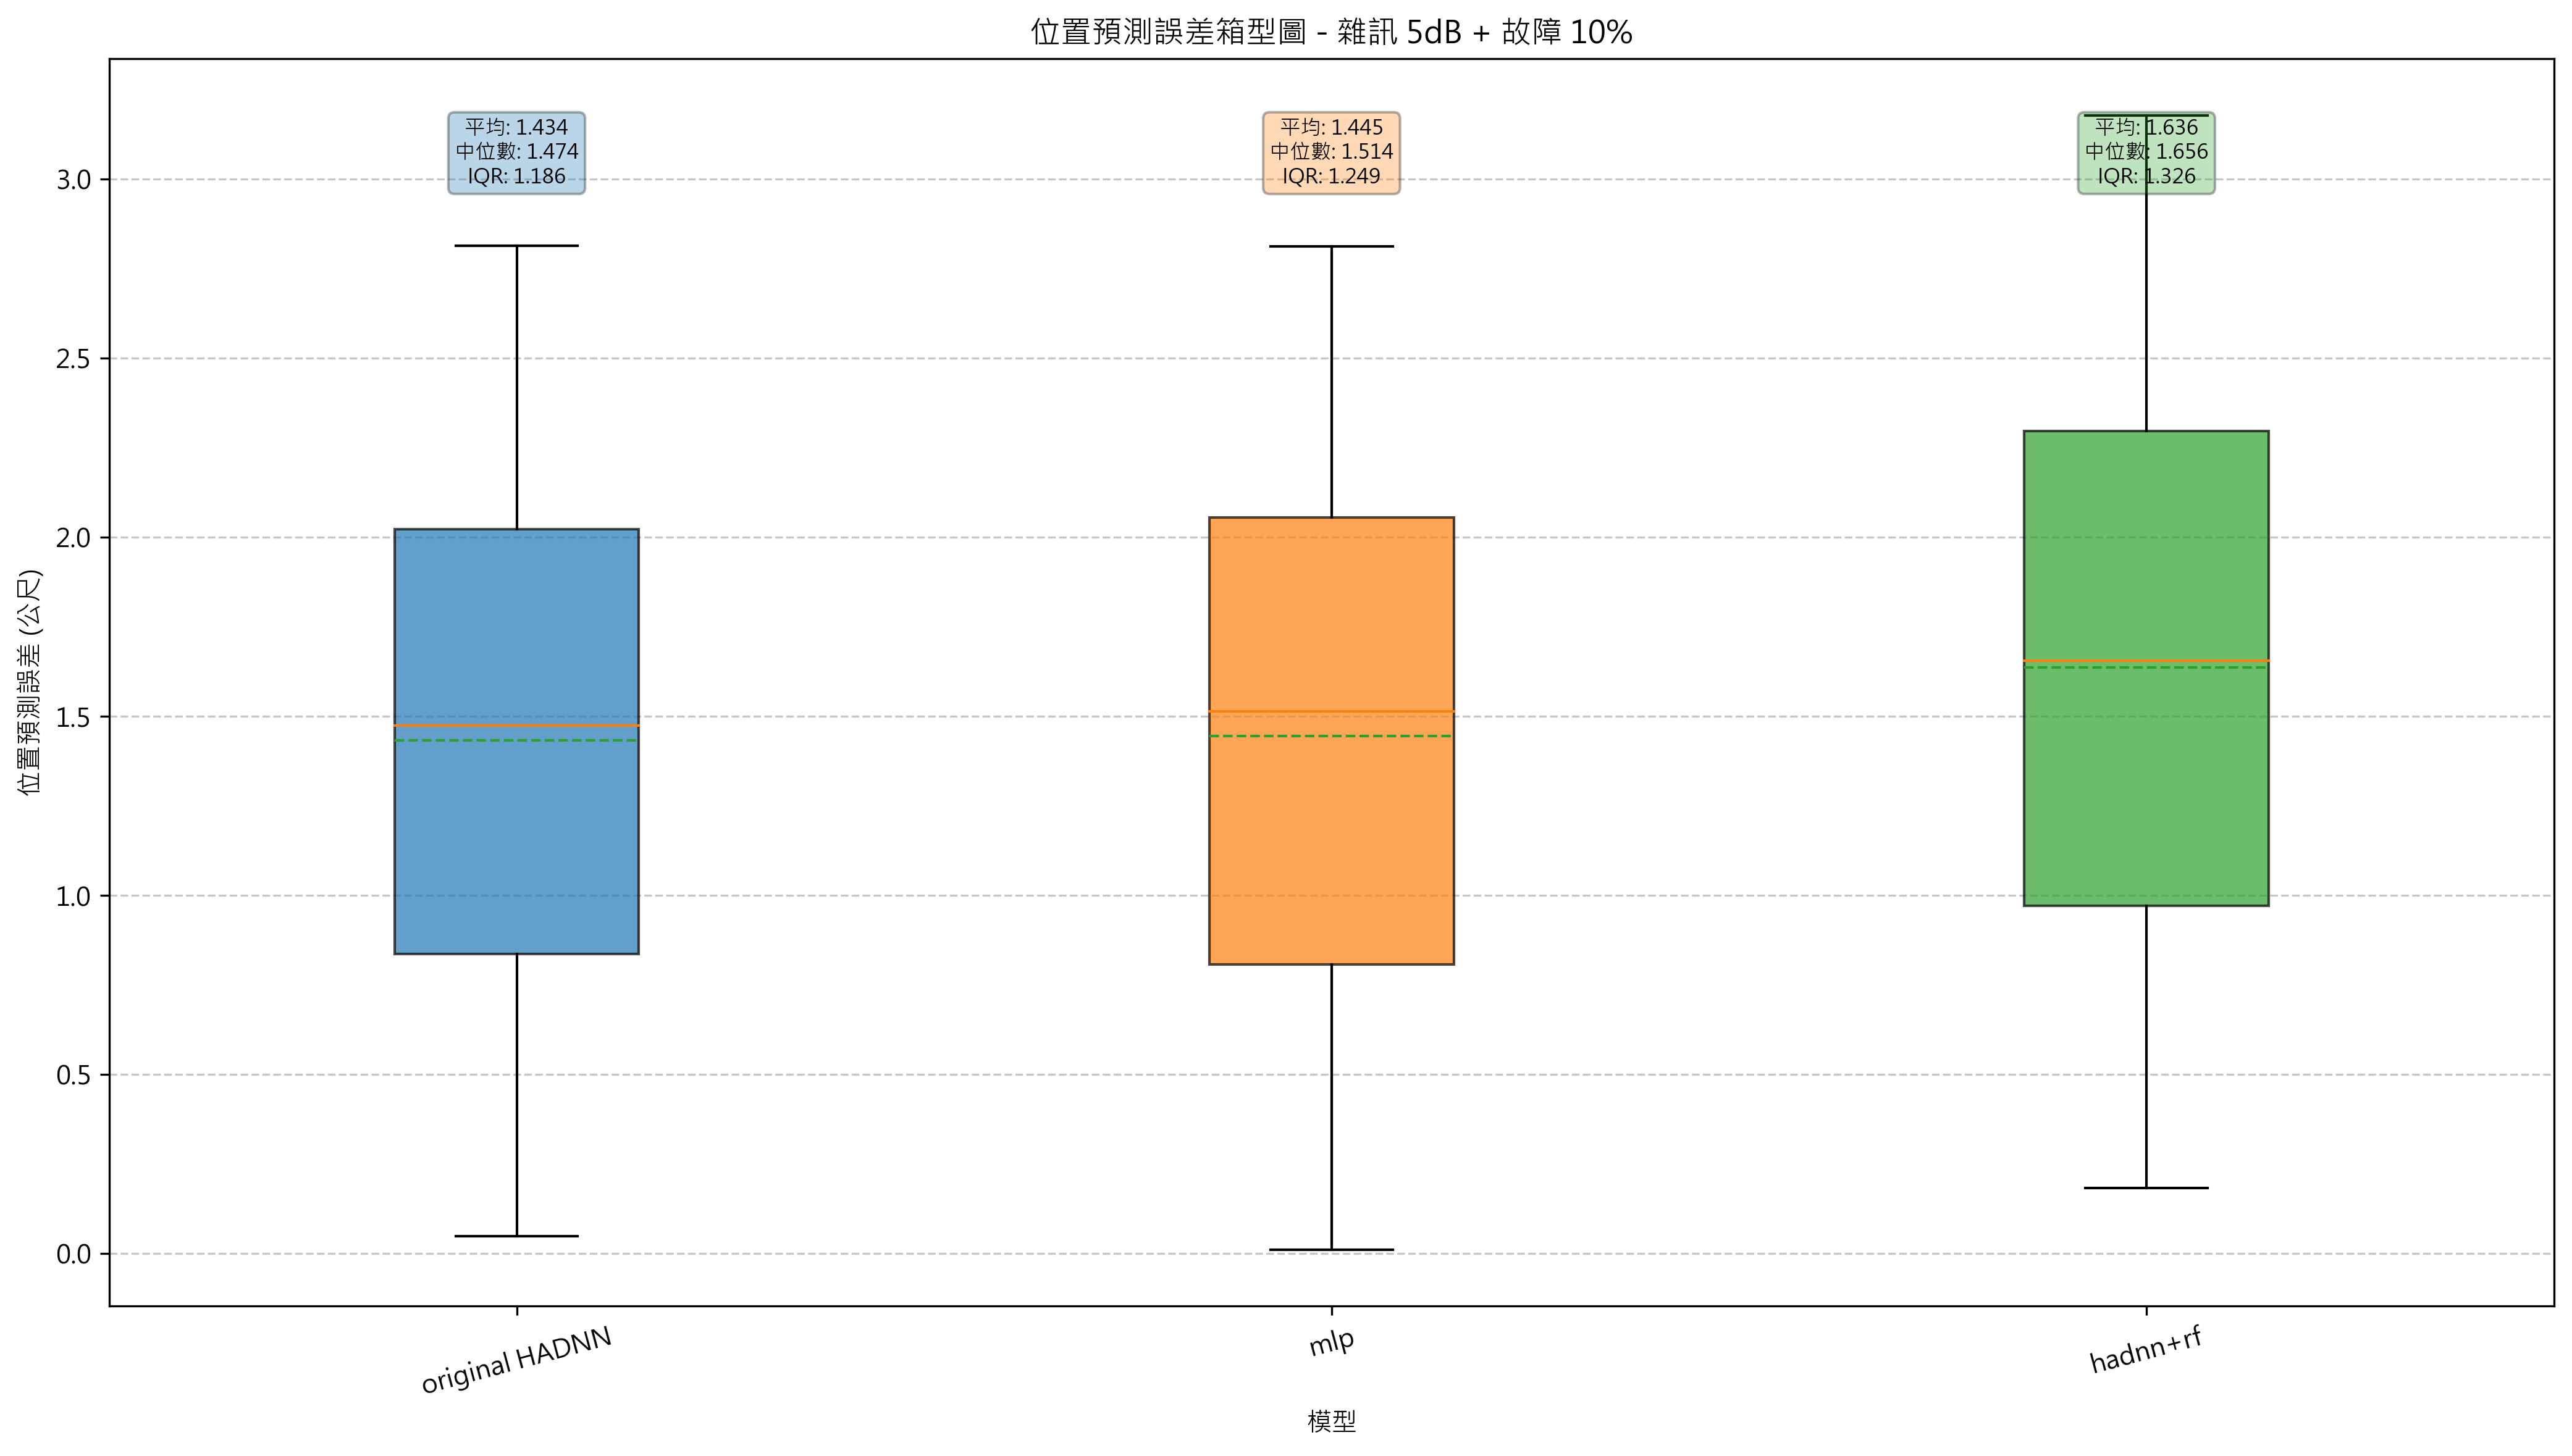 位置預測誤差箱型圖 - 雜訊 5dB + 故障 10%
平均: 1.434
中位數: 1.474
IQR: 1.186
平均: 1.445
中位數: 1.514
IQR: 1.249
平均: 1.636
中位數: 1.656
IQR: 1.326
位置預測誤差 (公尺)
3.0
2.5
2.0
1.5
1.0
0.5
0.0
original HADNN
mlp
hadnn+rf
模型